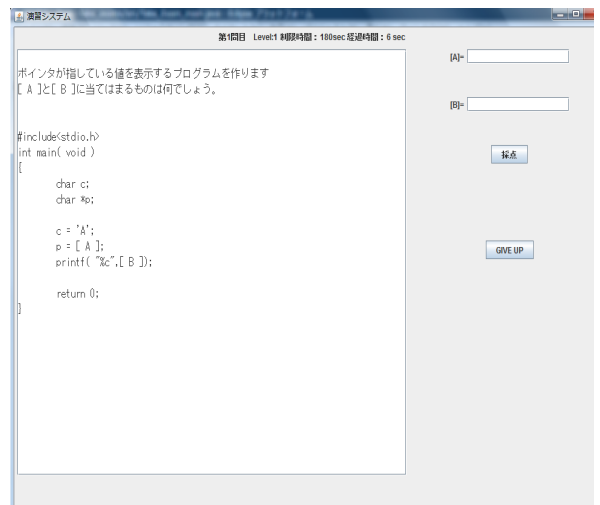 演習システム
第1問目 Level:1 制限時間：180sec 経過時間：6 sec
ポインタが指している値を表示するプログラムを作ります
[ A ]と[ B ]に当てはまるものは何でしょう。
#include<stdio.h>
int main( void )
{
char c;
char *p;
c = 'A';
p = [ A ];
printf( "%c",[ B ]);
return 0;
}
[A]=
[B]=
採点
GIVE UP